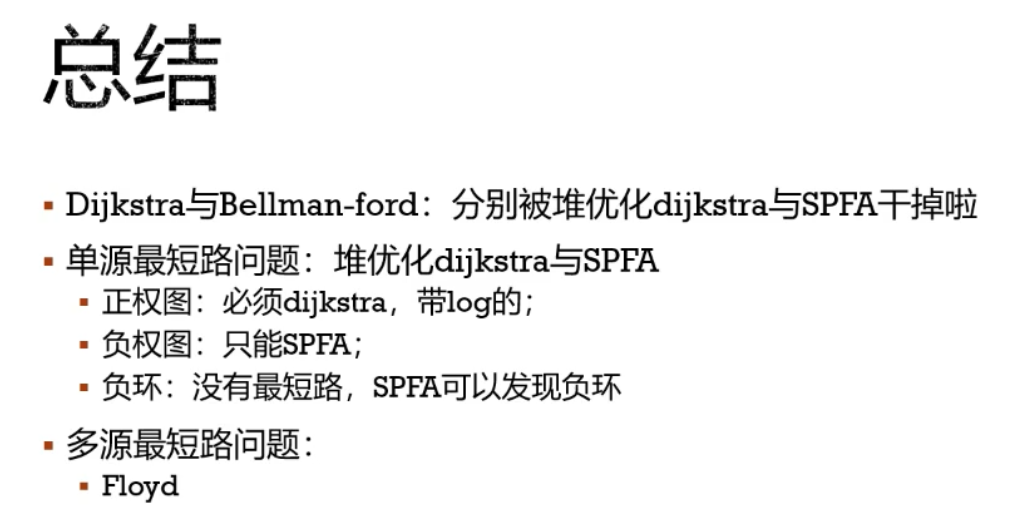 总结
▪ Dijkstra与Bellman-ford：分别被堆优化dijkstra与SPFA干掉啦
▪ 单源最短路问题：堆优化dijkstra与SPFA
▪ 正权图：必须dijkstra，带log的；
▪ 负权图：只能SPFA；
▪ 负环：没有最短路，SPFA可以发现负环
▪ 多源最短路问题：
▪ Floyd